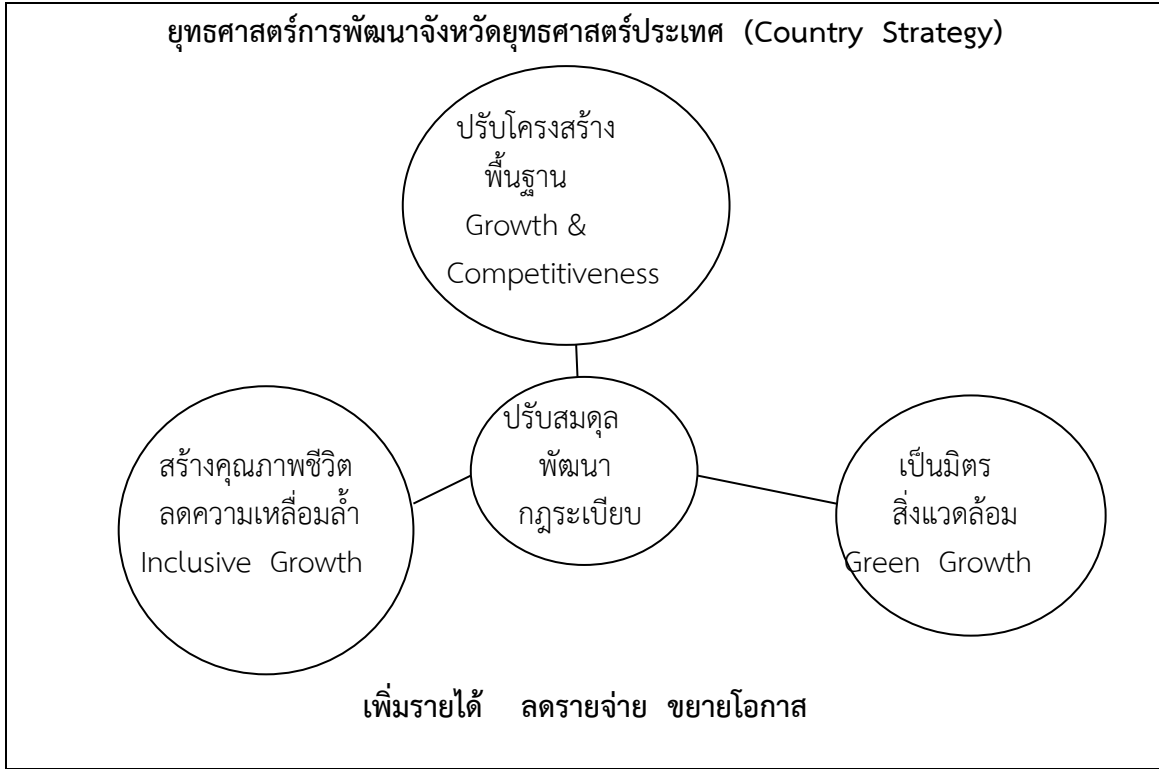 ยุทธศาสตร์การพัฒนาจังหวัดยุทธศาสตร์ประเทศ (Country Strategy)
ปรับโครงสร้าง
พื้นฐาน
Growth &
Competitiveness
สร้างคุณภาพชีวิต
ลดความเหลื่อมล้ำ
Inclusive Growth
ปรับสมดุล
พัฒนา
กฎระเบียบ
เป็นมิตร
สิ่งแวดล้อม
Green Growth
เพิ่มรายได้ ลดรายจ่าย ขยายโอกาส